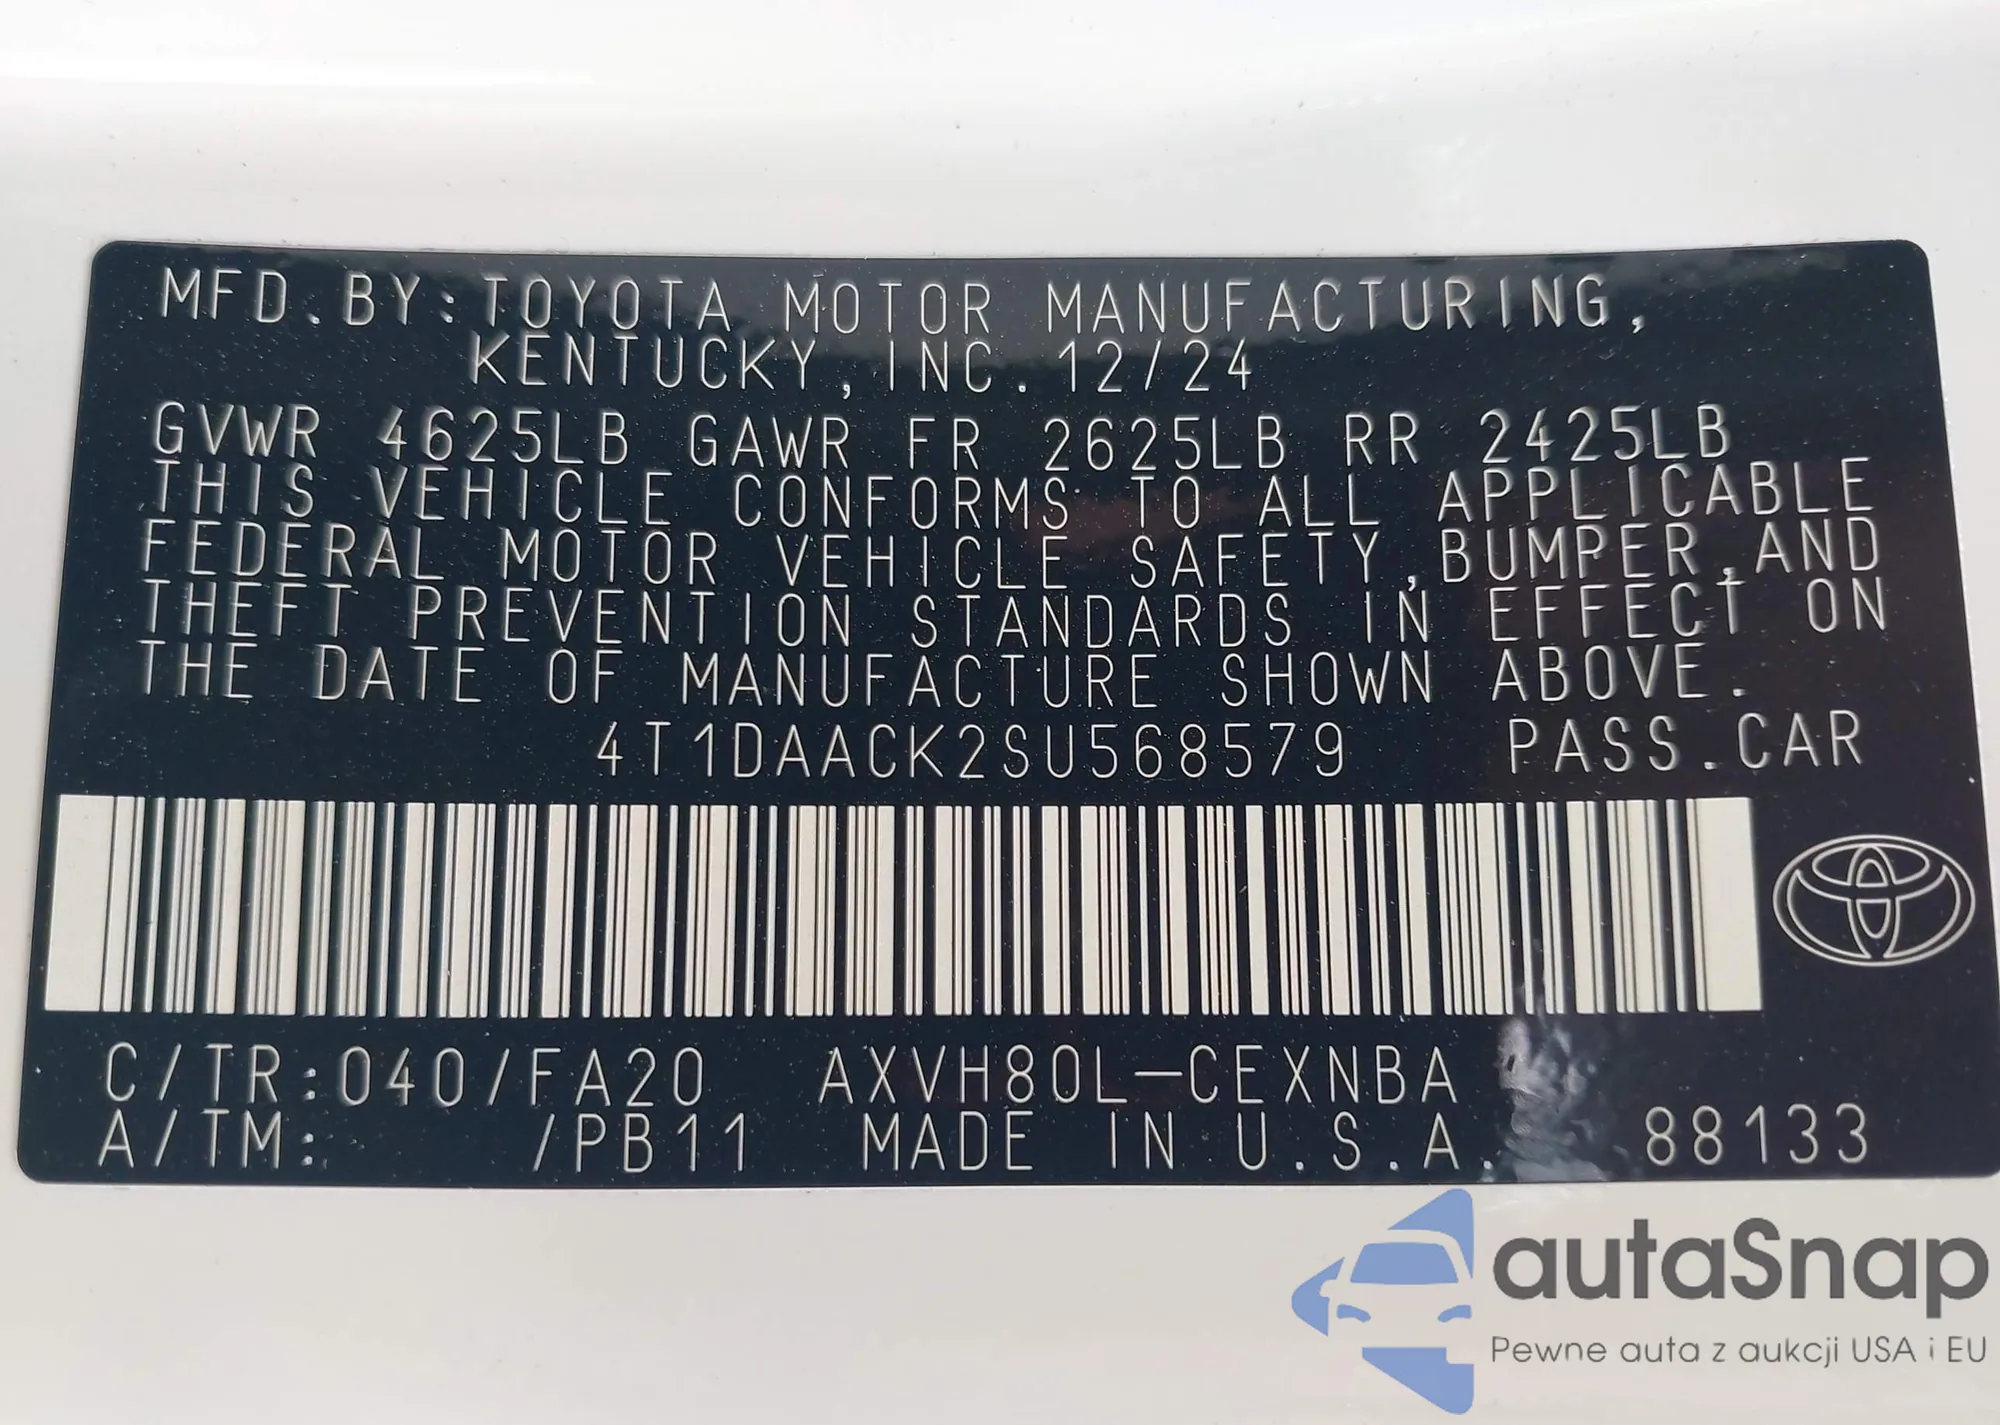 MFD.BY:TOYOTA MOTOR MANUFACTURING,
KENTUCKY,INC.12/24
GVWR 4625LB GAWR FR 2625LB RR 2425LB
THIS VEHICLE CONFORMS TO ALL APPLICABLE
FEDERAL MOTOR VEHICLE SAFETY,BUMPER,AND
THEFT PREVENTION STANDARDS IN EFFECT ON
THE DATE OF MANUFACTURE SHOWN ABOVE.
4T1DAACK2SU568579 PASS.CAR
C/TR:040/FA20 AXVH80L-CEXNBA
A/TM: /PB11 MADE IN U.S.A. 88133
autaSnap
Pewne auta z aukcji USA i EU